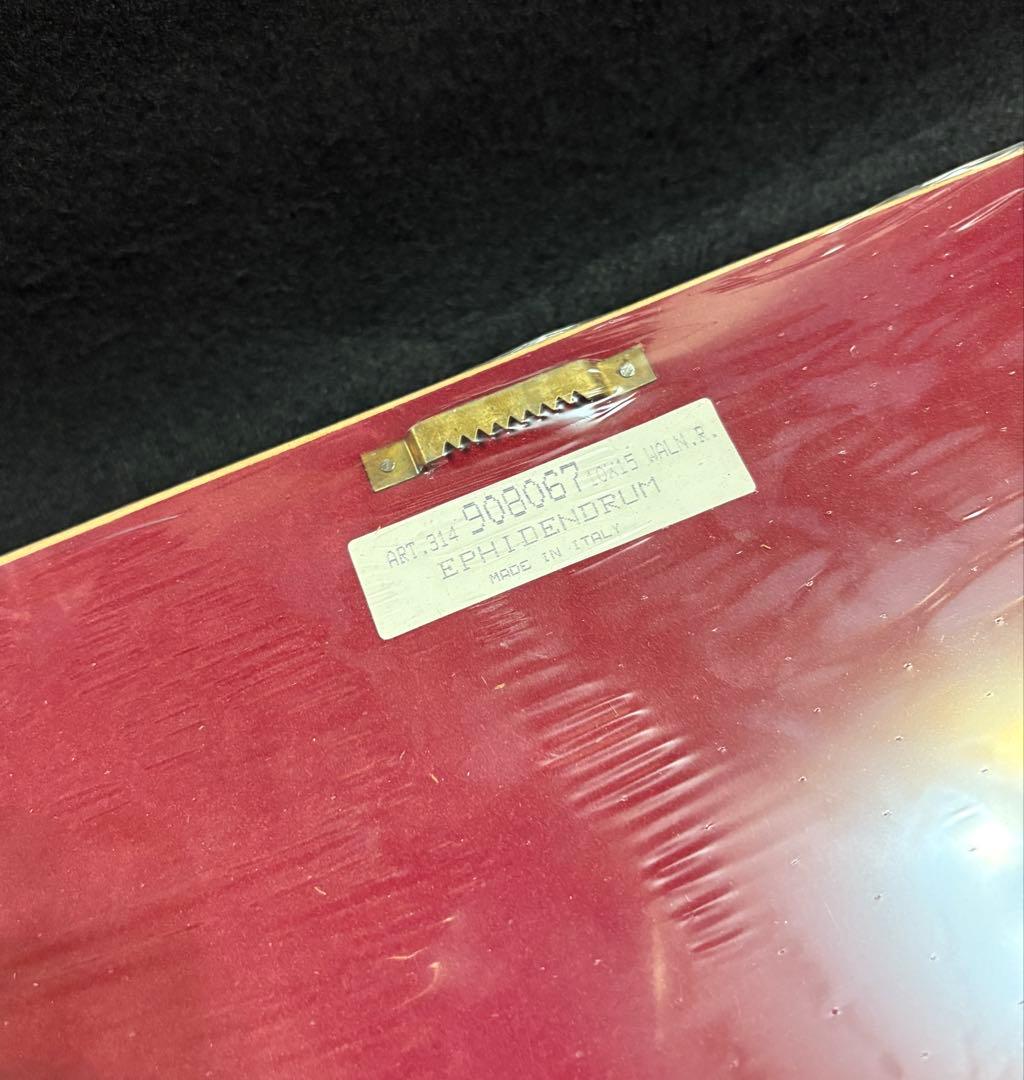 ART.314 908067 10X15 WALN.R.
EPHIDENDRUM
MADE IN ITALY